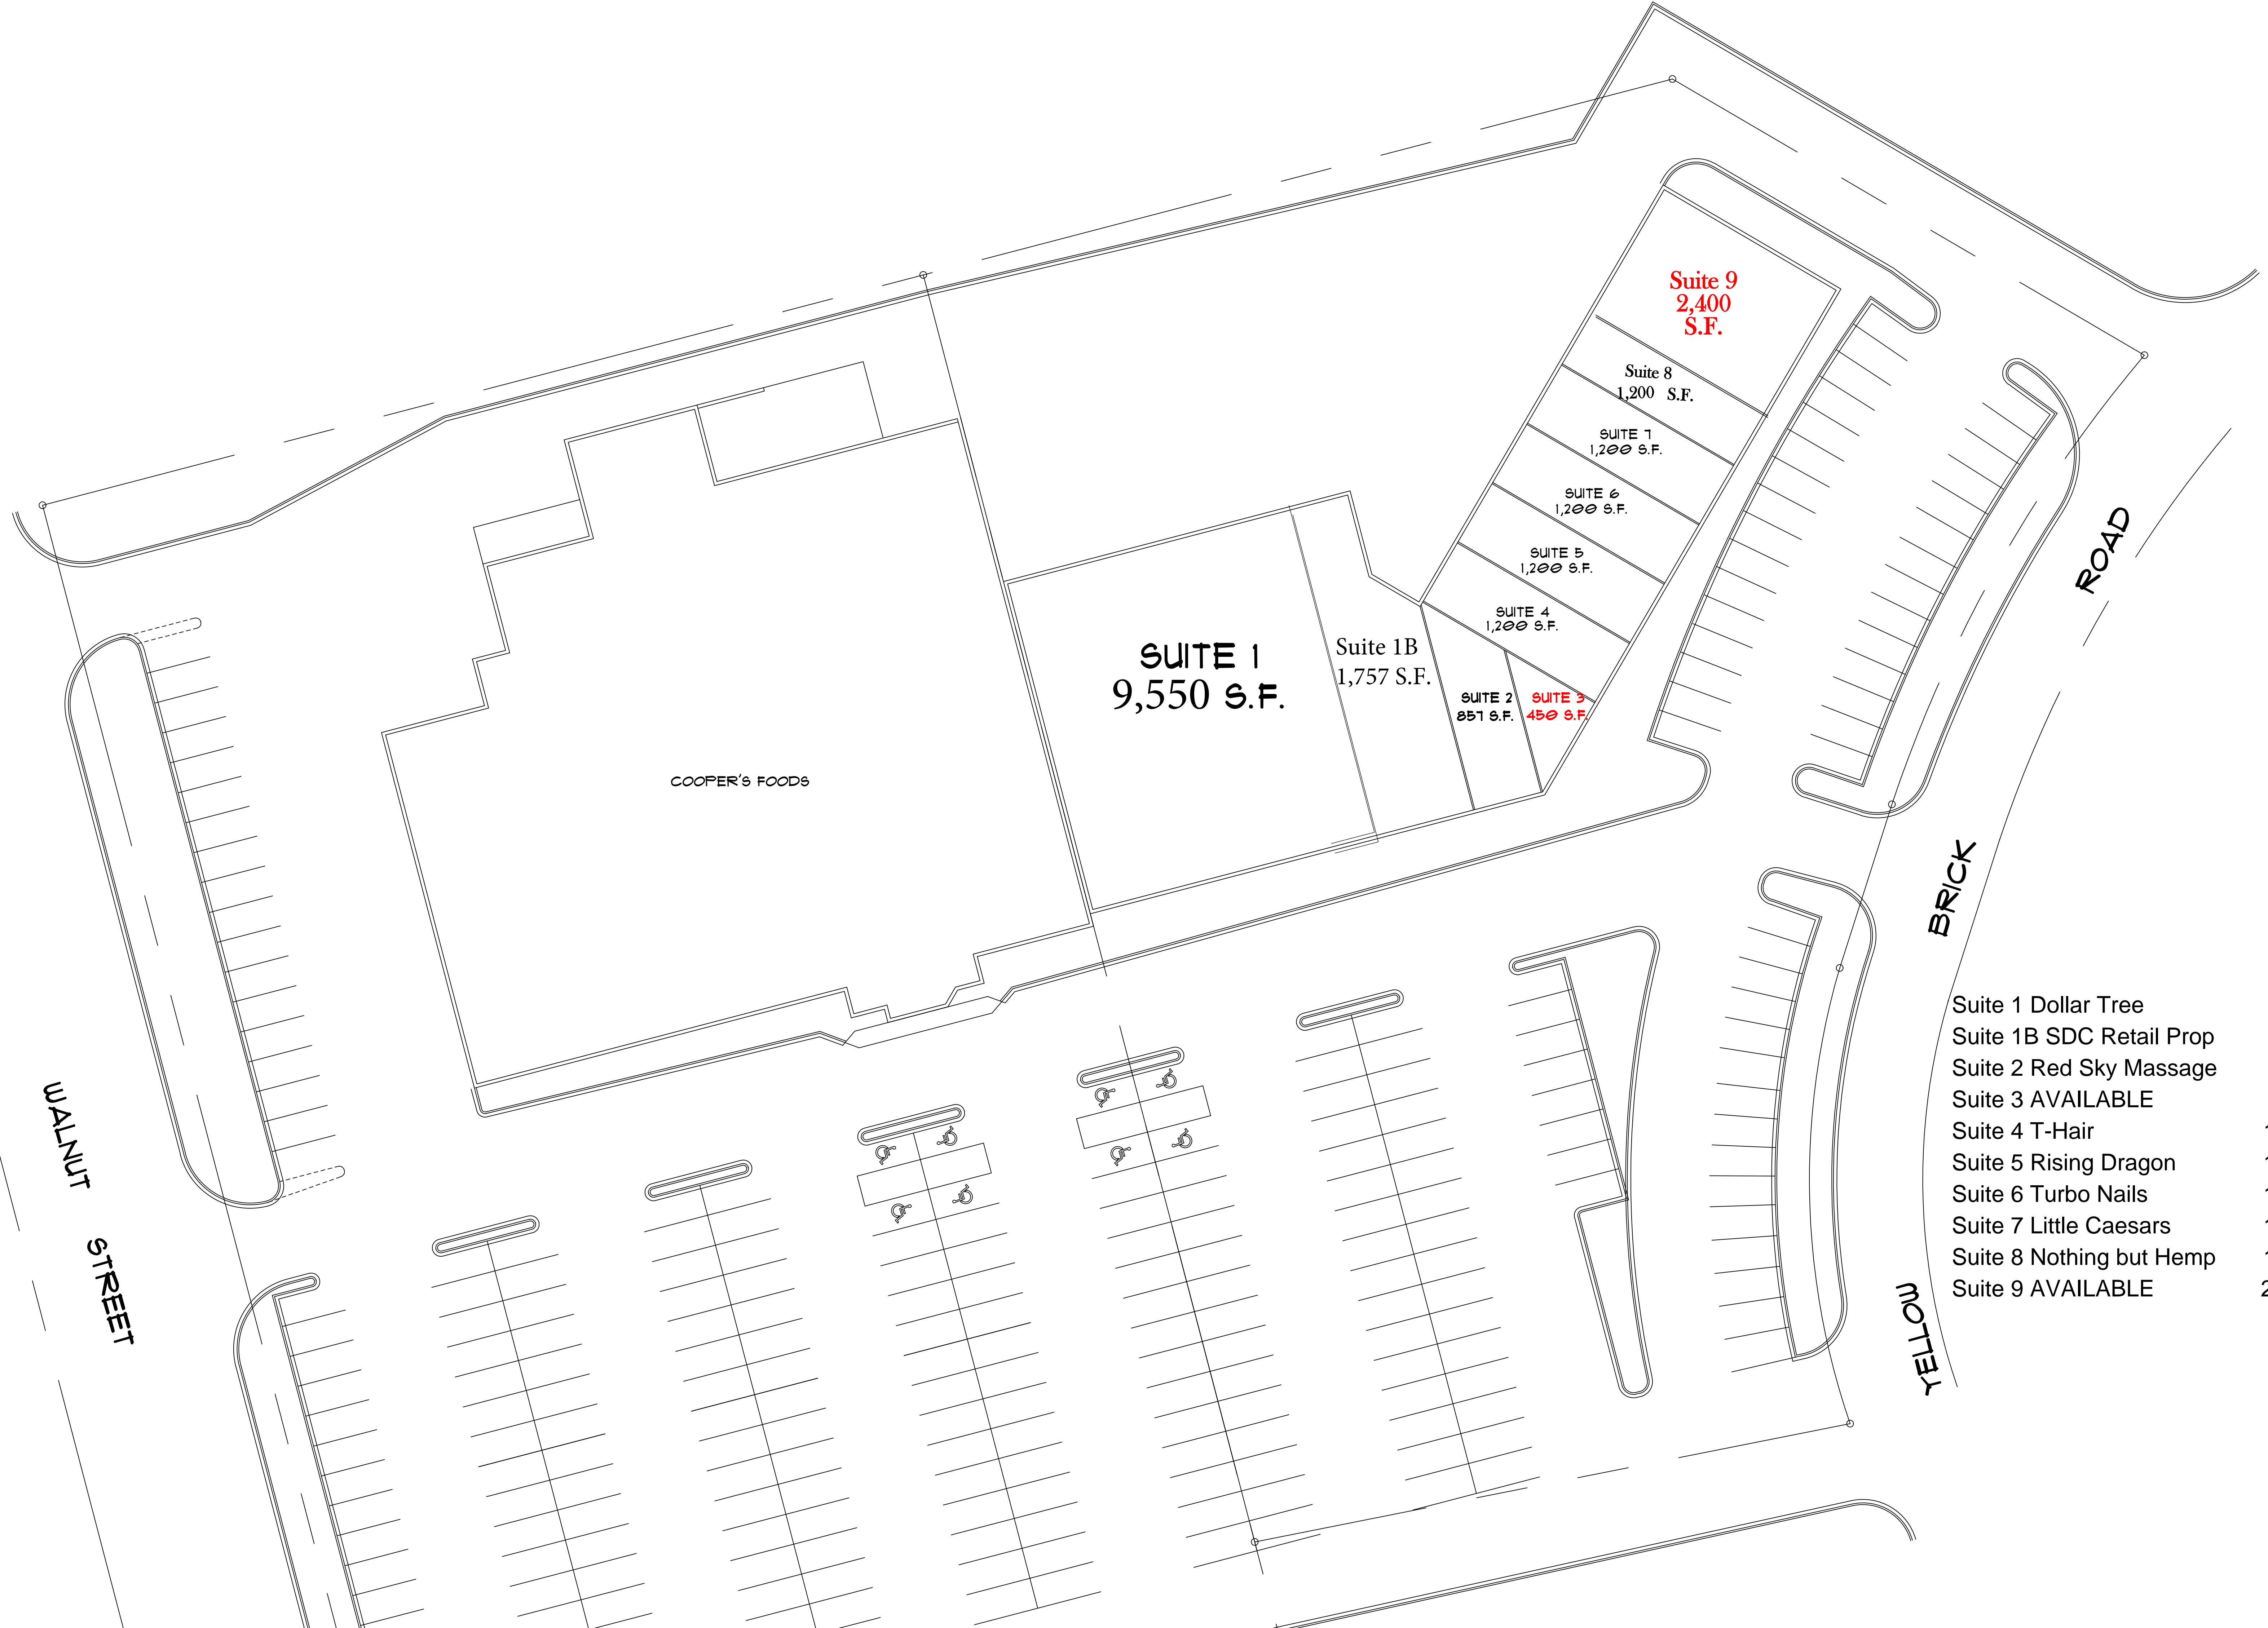 Suite 9
2,400
S.F.
Suite 8
1,200 S.F.
SUITE 7
1,200 S.F.
SUITE 6
1,200 S.F.
SUITE 5
1,200 S.F.
SUITE 4
1,200 S.F.
SUITE 1
9,550 S.F.
Suite 1B
1,757 S.F.
SUITE 2
857 S.F.
SUITE 3
450 S.F.
COOPER'S FOODS
WALNUT STREET
YELLOW BRICK ROAD
Suite 1 Dollar Tree
Suite 1B SDC Retail Prop
Suite 2 Red Sky Massage
Suite 3 AVAILABLE
Suite 4 T-Hair
Suite 5 Rising Dragon
Suite 6 Turbo Nails
Suite 7 Little Caesars
Suite 8 Nothing but Hemp
Suite 9 AVAILABLE